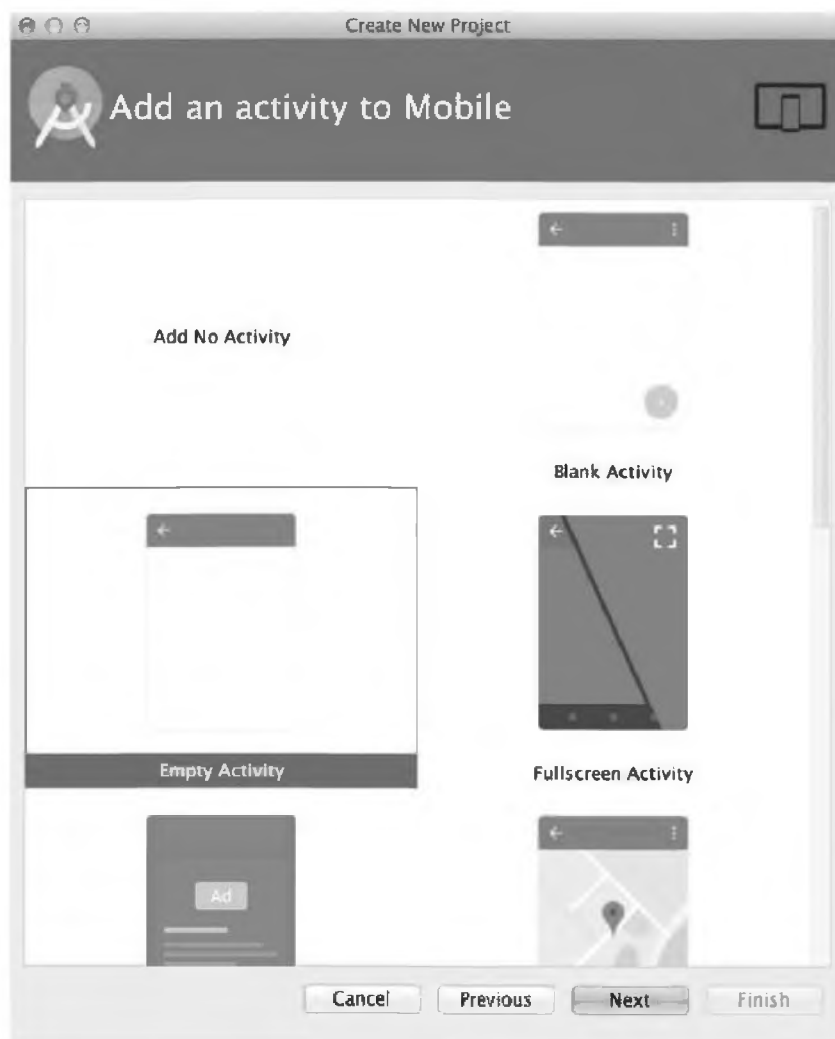 Create New Project
Add an activity to Mobile
Add No Activity
Blank Activity
Empty Activity
Fullscreen Activity
Ad
Cancel
Previous
Next
Finish